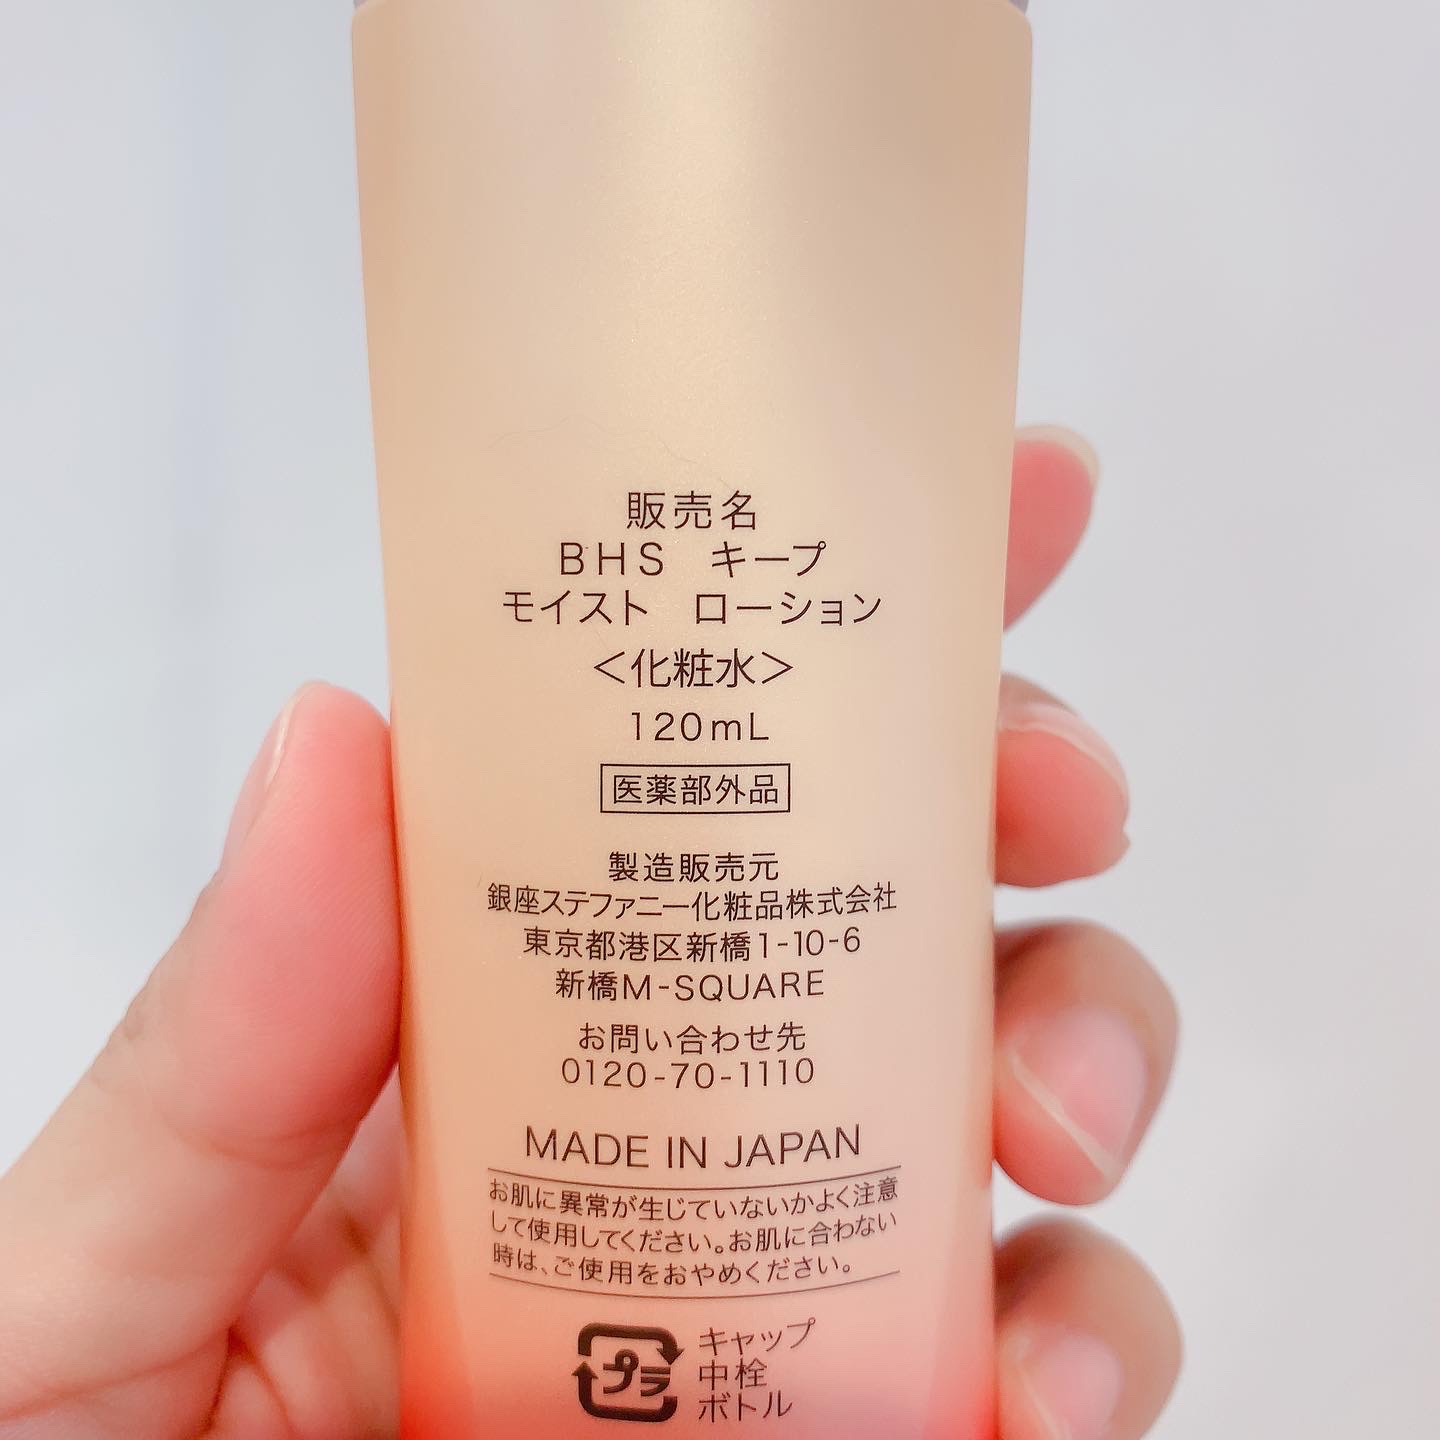 販売名
BHS キープ
モイスト ローション
＜化粧水＞
120mL
医薬部外品
製造販売元
銀座ステファニー化粧品株式会社
東京都港区新橋1-10-6
新橋M-SQUARE
お問い合わせ先
0120-70-1110
MADE IN JAPAN
お肌に異常が生じていないかよく注意
して使用してください。お肌に合わない
時は、ご使用をおやめください。
プラ
キャップ
中栓
ボトル